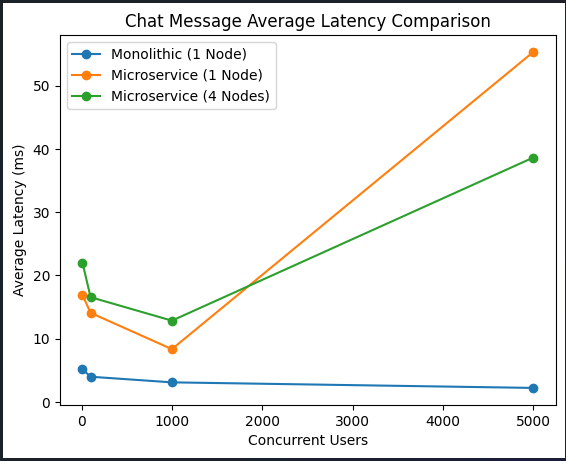 Chat Message Average Latency Comparison
Monolithic (1 Node)
Microservice (1 Node)
Microservice (4 Nodes)
Average Latency (ms)
50
40
30
20
10
0
0 1000 2000 3000 4000 5000
Concurrent Users